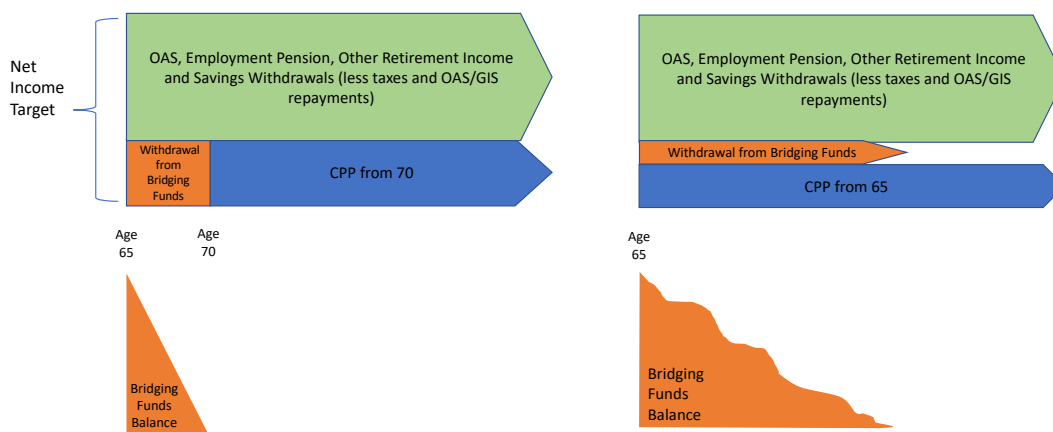 Net
Income
Target
OAS, Employment Pension, Other Retirement Income
and Savings Withdrawals (less taxes and OAS/GIS
repayments)
Withdrawal
from
Bridging
Funds
CPP from 70
Age
65
Age
70
Bridging
Funds
Balance
OAS, Employment Pension, Other Retirement Income
and Savings Withdrawals (less taxes and OAS/GIS
repayments)
Withdrawal from Bridging Funds
CPP from 65
Age
65
Bridging
Funds
Balance